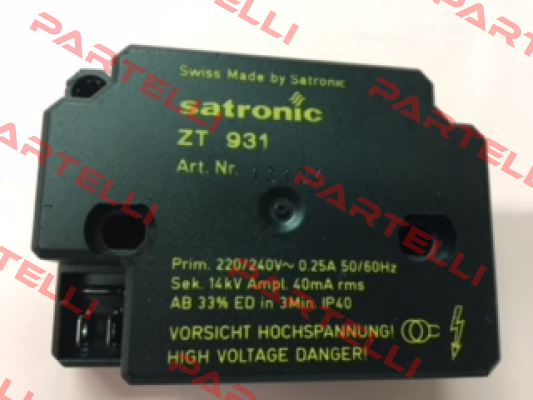 Swiss Made by Satronic
satronic
ZT 931
Art. Nr.
Prim. 220/240V~ 0.25A 50/60Hz
Sek. 14kV Ampl. 40mA rms
AB 33% ED in 3Min. IP40
VORSICHT HOCHSPANNUNG!
HIGH VOLTAGE DANGER!
PARTELLI
PARTELLI
PARTELLI
PARTELLI
PARTELLI